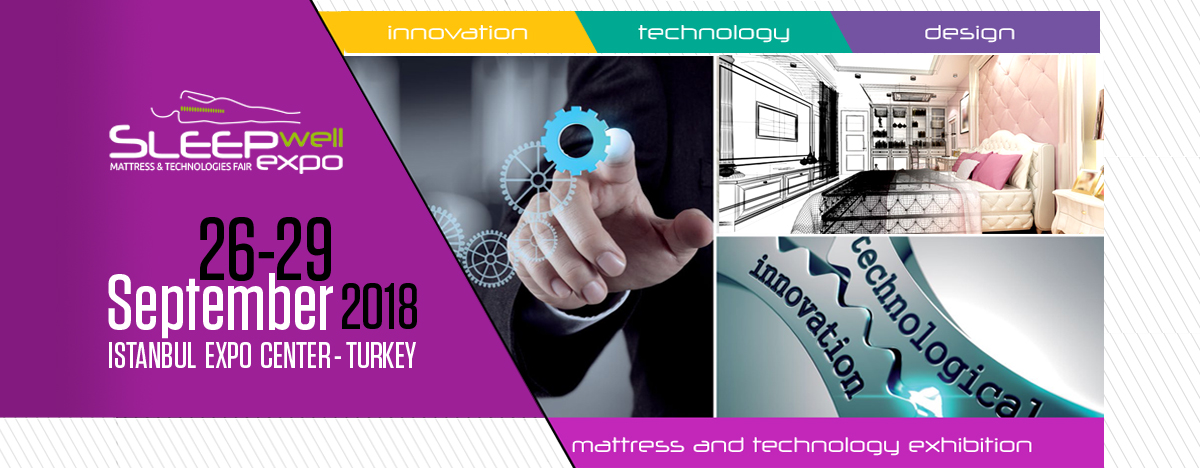 innovation
technology
design
SLEEPwell
MATTRESS & TECHNOLOGIES FAIR expo
26-29
September 2018
ISTANBUL EXPO CENTER - TURKEY
technological
innovation
mattress and technology exhibition